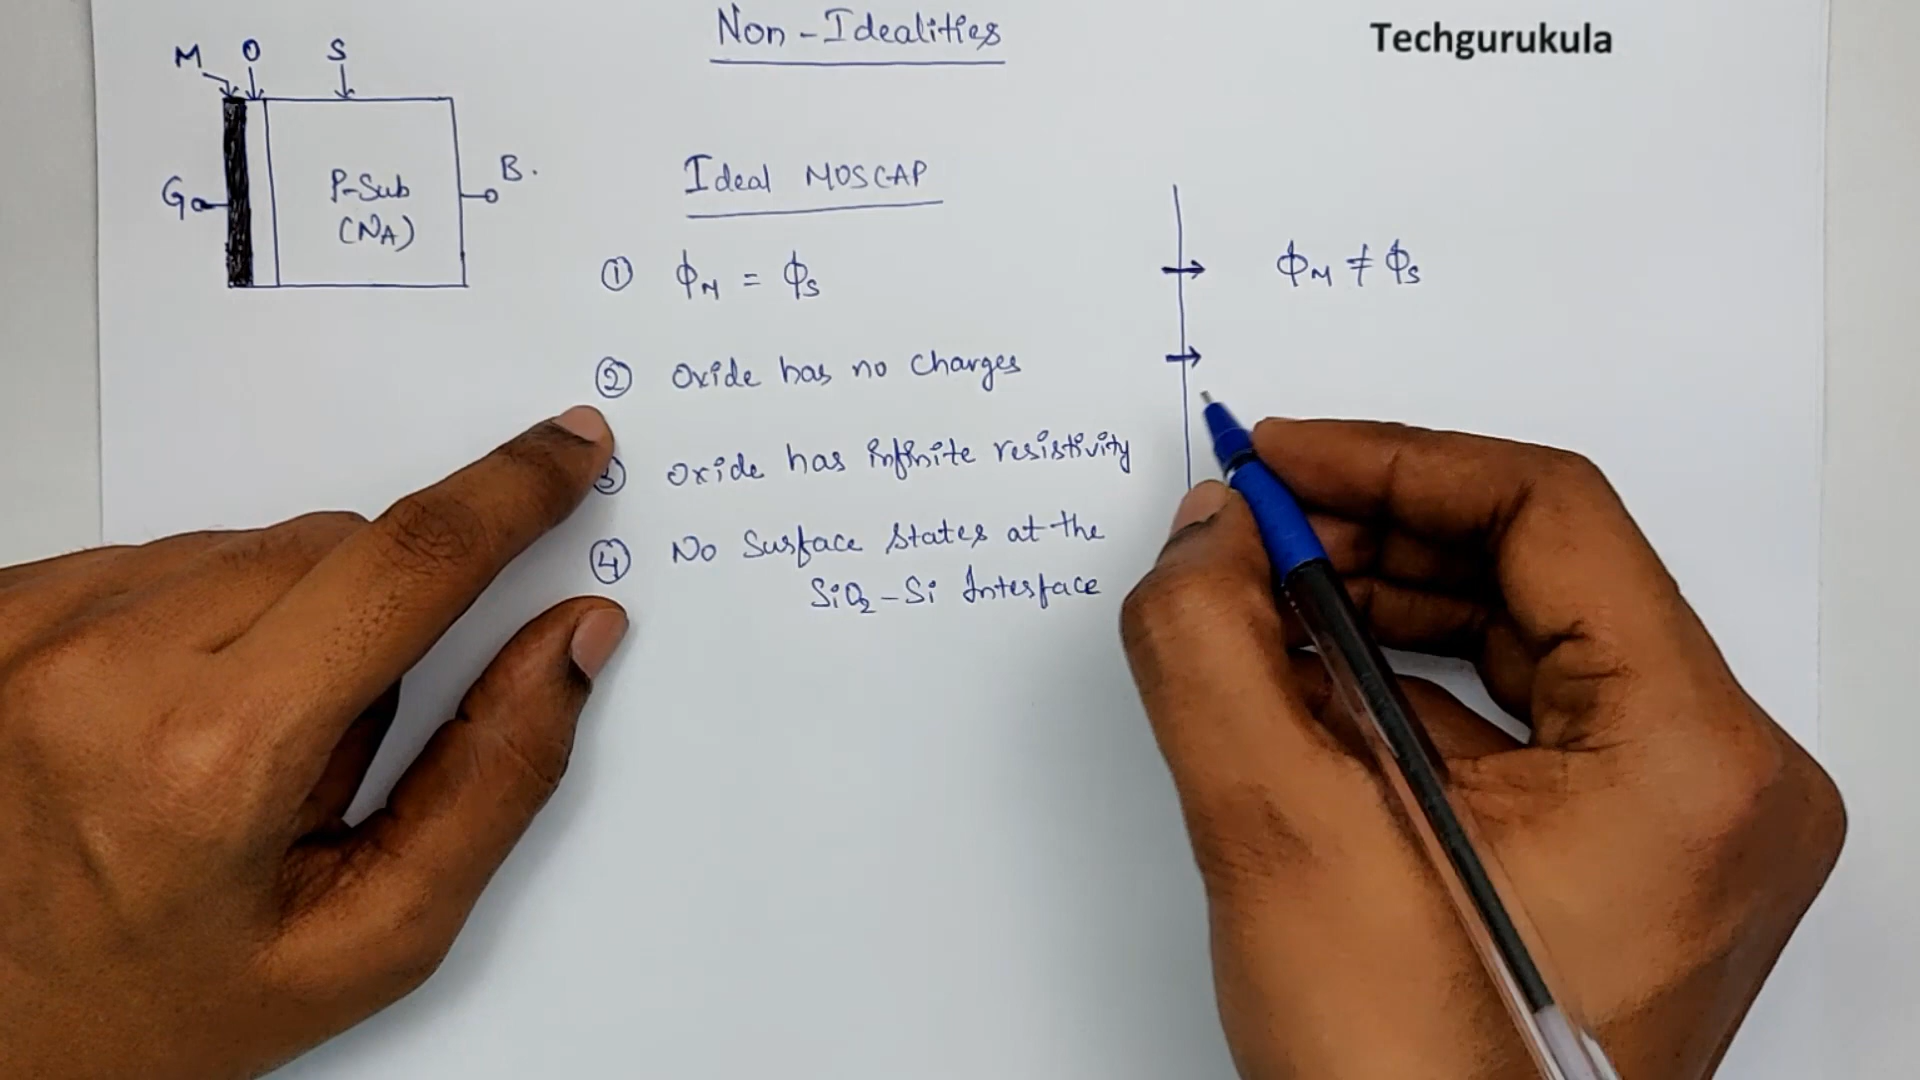 Non-Idealities
Techgurukula
M O S
G
P-Sub
(NA)
B.
Ideal MOSCAP
① ϕM = ϕS
② Oxide has no charges
③ Oxide has infinite resistivity
④ No Surface states at the
SiO2-Si Interface
ϕM ≠ ϕS